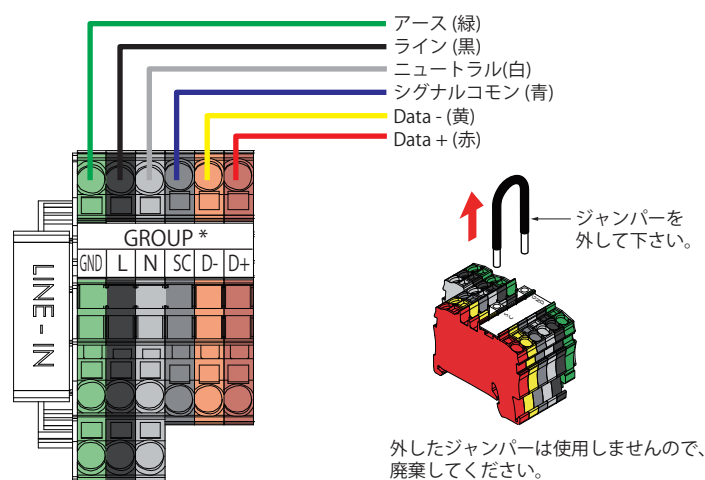 アース (緑)
ライン (黒)
ニュートラル(白)
シグナルコモン (青)
Data - (黄)
Data + (赤)
GROUP *
GND L N SC D- D+
LINE-IN
ジャンパーを
外して下さい。
外したジャンパーは使用しませんので、
廃棄してください。